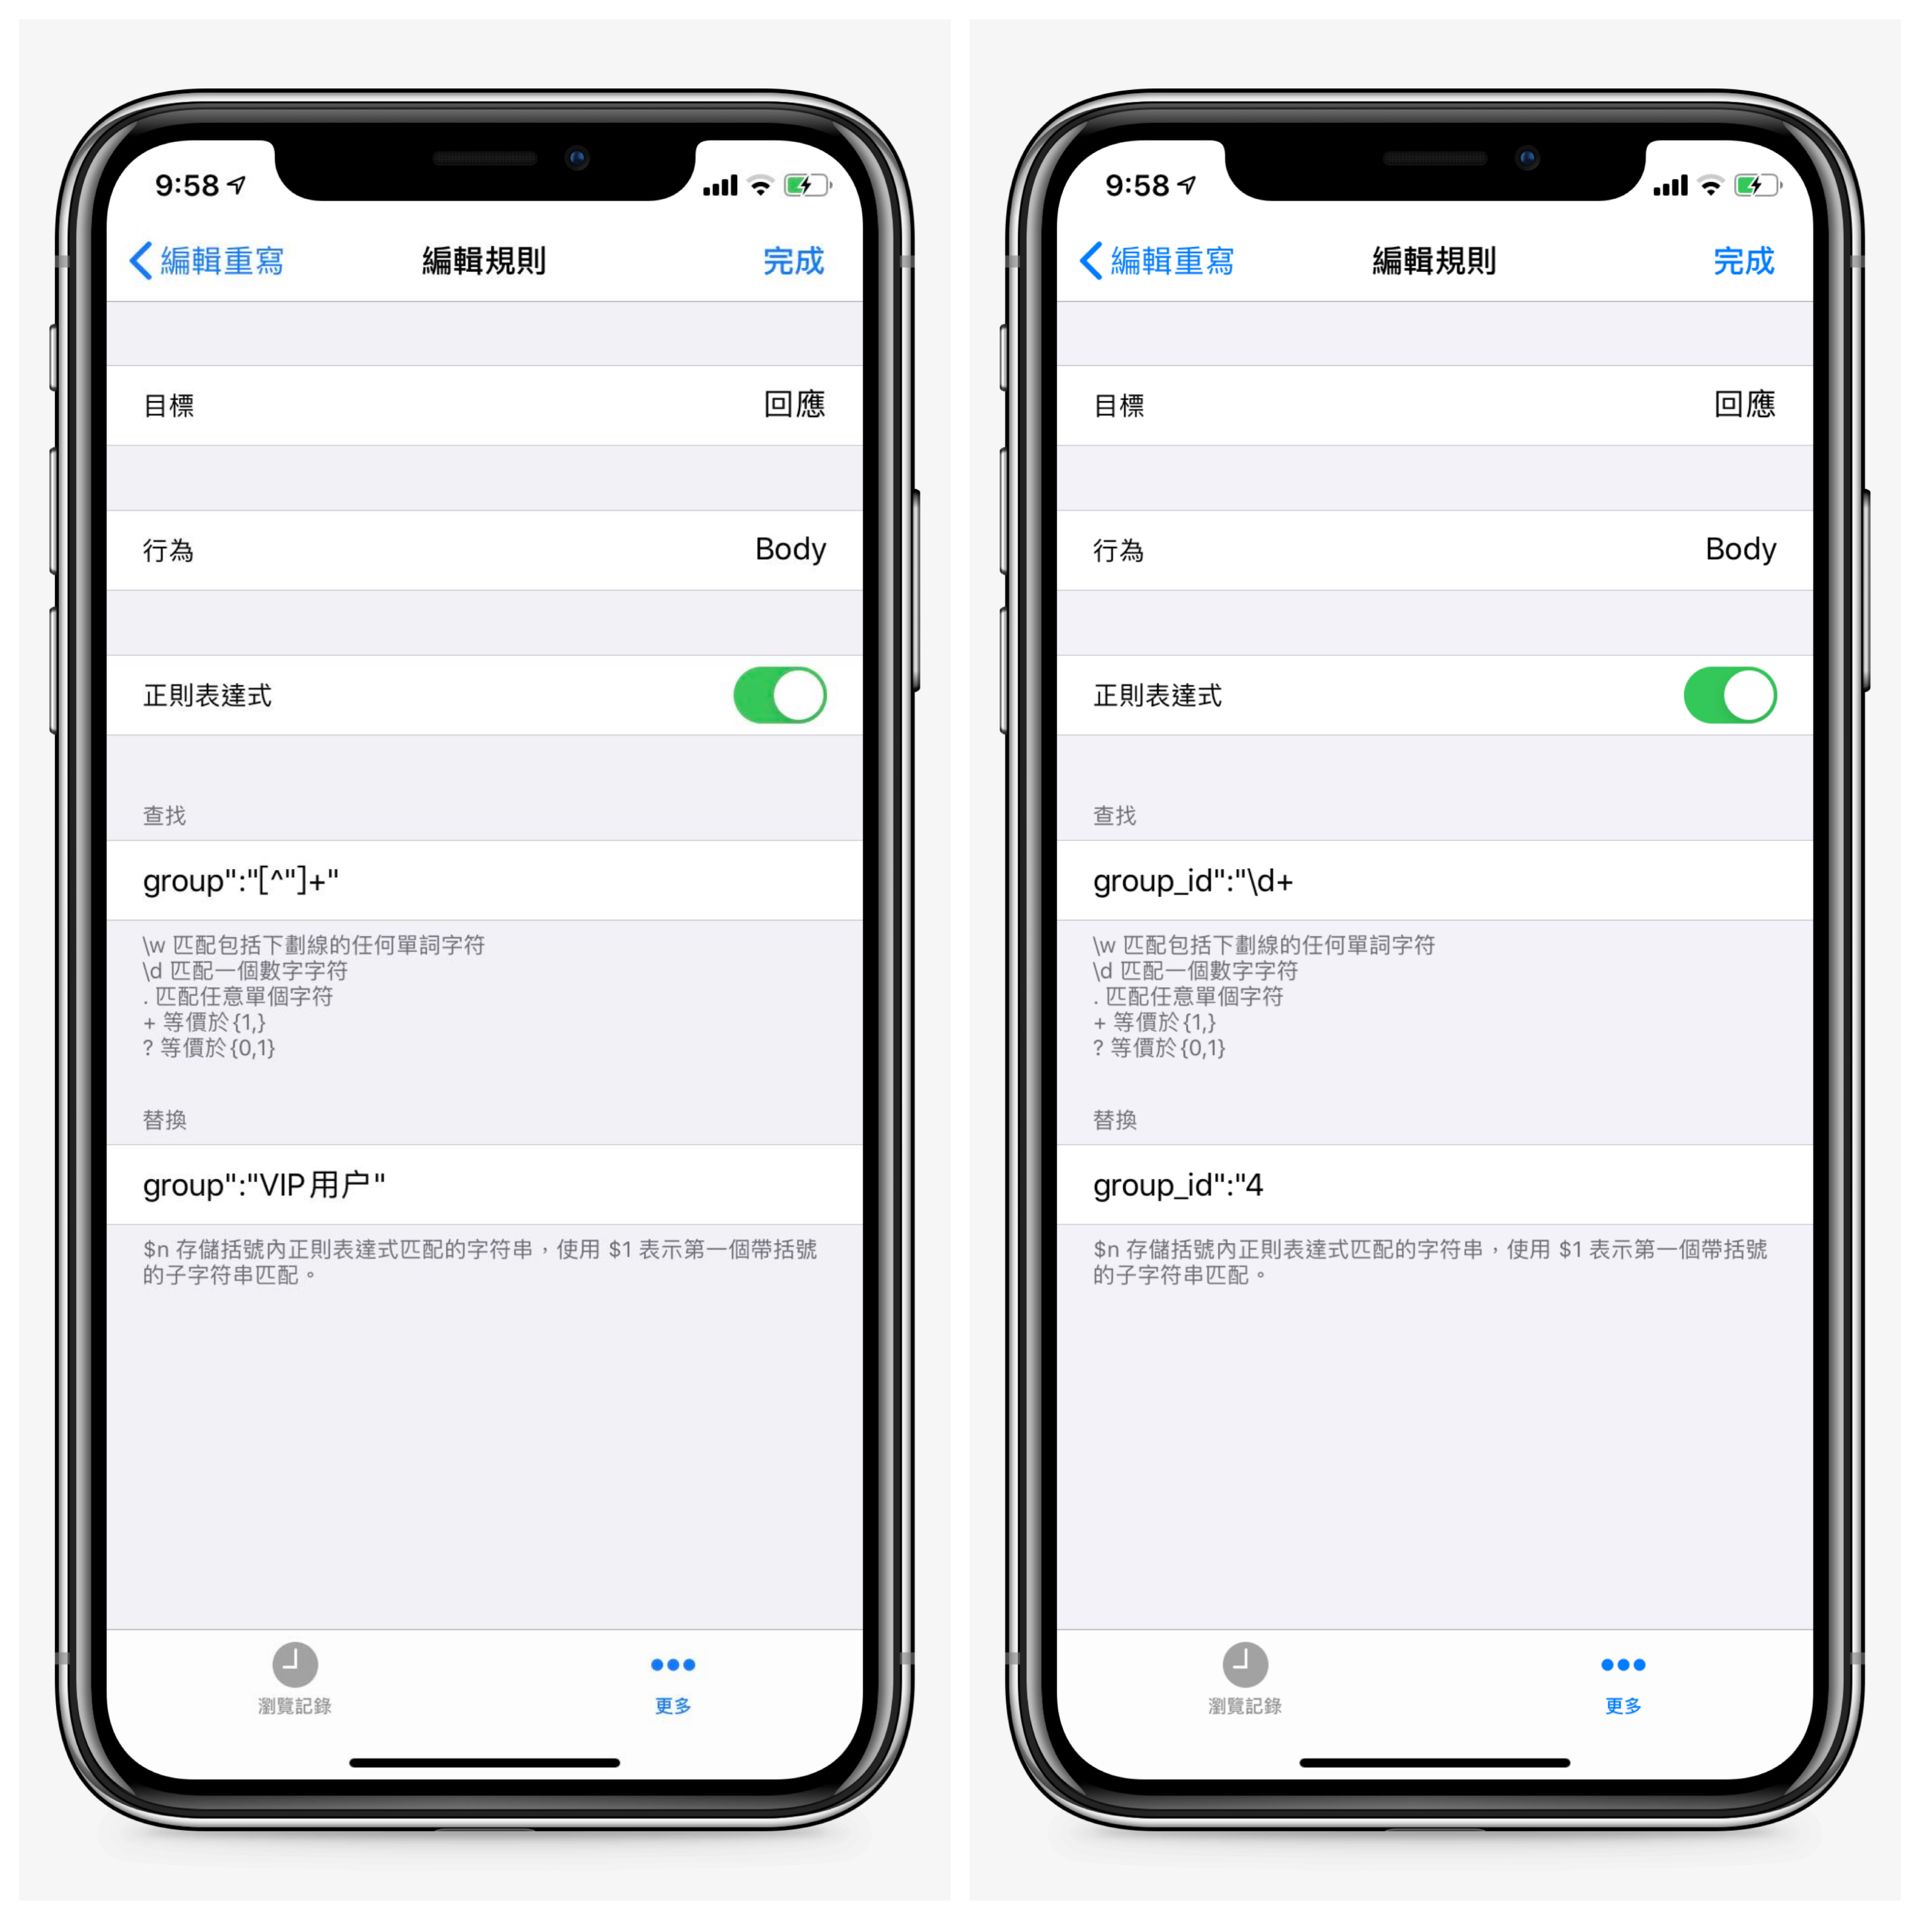 9:58
編輯重寫 編輯規則 完成
目標 回應
行為 Body
正則表達式
查找
group":"[^"]+"
\w 匹配包括下劃線的任何單詞字符
\d 匹配一個數字字符
. 匹配任意單個字符
+ 等價於{1,}
? 等價於{0,1}
替換
group":"VIP用户"
$n 存儲括號內正則表達式匹配的字符串，使用 $1 表示第一個帶括號
的子字符串匹配。
瀏覽記錄 更多
9:58
編輯重寫 編輯規則 完成
目標 回應
行為 Body
正則表達式
查找
group_id":"\d+
\w 匹配包括下劃線的任何單詞字符
\d 匹配一個數字字符
. 匹配任意單個字符
+ 等價於{1,}
? 等價於{0,1}
替換
group_id":"4
$n 存儲括號內正則表達式匹配的字符串，使用 $1 表示第一個帶括號
的子字符串匹配。
瀏覽記錄 更多